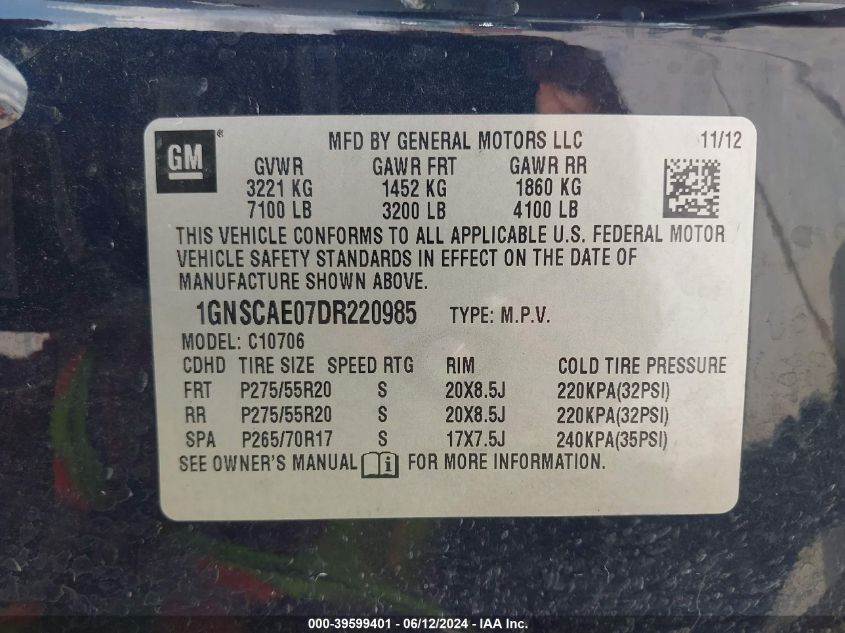 GM ® MFD BY GENERAL MOTORS LLC 11/12
GVWR GAWR FRT GAWR RR
3221 KG 1452 KG 1860 KG
7100 LB 3200 LB 4100 LB
THIS VEHICLE CONFORMS TO ALL APPLICABLE U.S. FEDERAL MOTOR
VEHICLE SAFETY STANDARDS IN EFFECT ON THE DATE OF
MANUFACTURE SHOWN ABOVE.
1GNSCAE07DR220985 TYPE: M.P.V.
MODEL: C10706
CDHD TIRE SIZE SPEED RTG RIM COLD TIRE PRESSURE
FRT P275/55R20 S 20X8.5J 220KPA(32PSI)
RR P275/55R20 S 20X8.5J 220KPA(32PSI)
SPA P265/70R17 S 17X7.5J 240KPA(35PSI)
SEE OWNER'S MANUAL i FOR MORE INFORMATION.
000-39599401 - 06/12/2024 - IAA Inc.